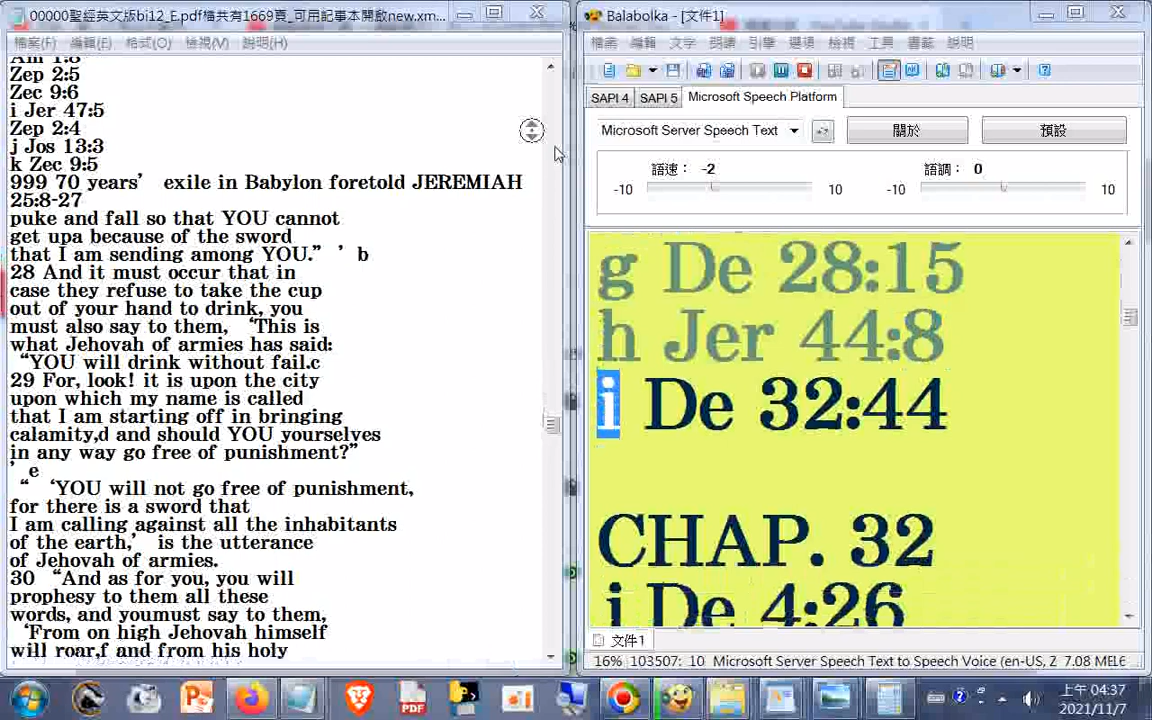 00000聖經英文版bi12_E.pdf檔共有1669頁_可用記事本開啟new.xm...
檔案(F) 編輯(E) 格式(O) 檢視(V) 說明(H)
Am 1:8
Zep 2:5
Zec 9:6
i Jer 47:5
Zep 2:4
j Jos 13:3
k Zec 9:5
999 70 years’ exile in Babylon foretold JEREMIAH
25:8-27
puke and fall so that YOU cannot
get upa because of the sword
that I am sending among YOU.” ’ b
28 And it must occur that in
case they refuse to take the cup
out of your hand to drink, you
must also say to them, ‘This is
what Jehovah of armies has said:
“YOU will drink without fail.c
29 For, look! it is upon the city
upon which my name is called
that I am starting off in bringing
calamity,d and should YOU yourselves
in any way go free of punishment?”
’ e
“ ‘YOU will not go free of punishment,
for there is a sword that
I am calling against all the inhabitants
of the earth,’ is the utterance
of Jehovah of armies.
30 “And as for you, you will
prophesy to them all these
words, and youmust say to them,
‘From on high Jehovah himself
will roar,f and from his holy
Balabolka - [文件1]
檔案 編輯 文字 朗讀 引擎 選項 檢視 工具 書籤 說明
SAPI 4 SAPI 5 Microsoft Speech Platform
Microsoft Server Speech Text 關於 預設
語速： -2 語調： 0
-10 10 -10 10
g De 28:15
h Jer 44:8
i De 32:44
CHAP. 32
j De 4:26
文件1
16% 103507: 10 Microsoft Server Speech Text to Speech Voice (en-US, Z 7.08 МЕ16
PDF
上午 04:37
2021/11/7